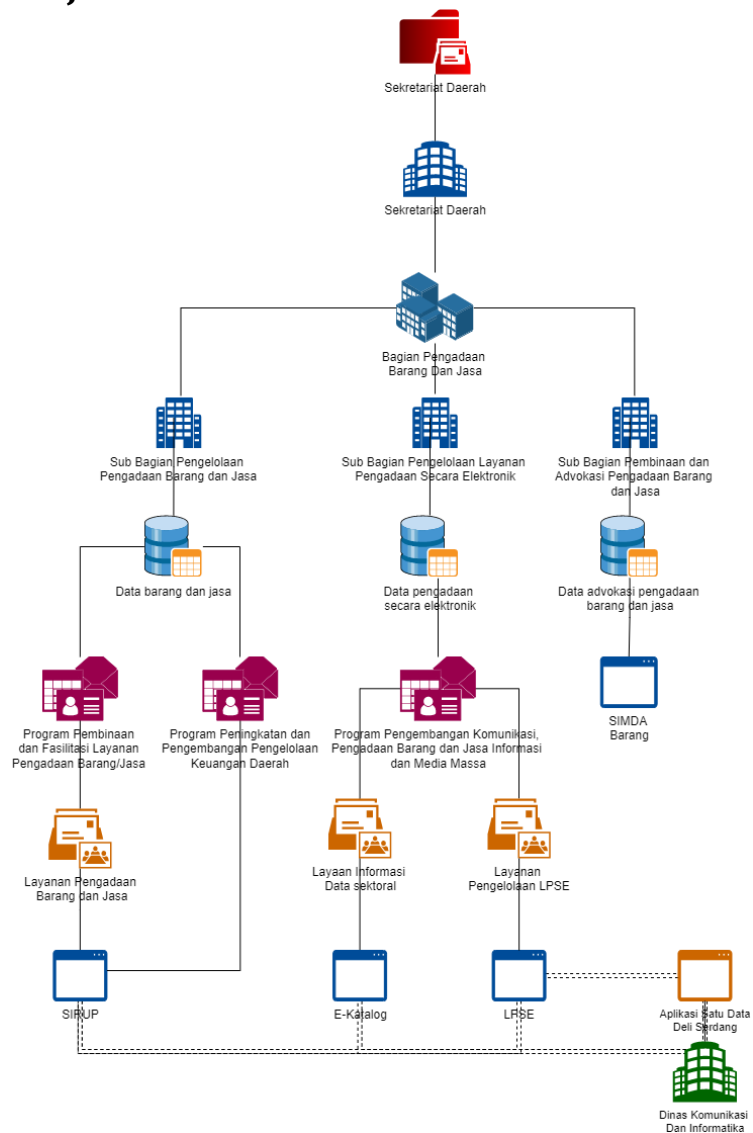 Sekretariat Daerah
Sekretariat Daerah
Bagian Pengadaan
Barang Dan Jasa
Sub Bagian Pengelolaan
Pengadaan Barang dan Jasa
Sub Bagian Pengelolaan Layanan
Pengadaan Secara Elektronik
Sub Bagian Pembinaan dan
Advokasi Pengadaan Barang
dan Jasa
Data barang dan jasa
Data pengadaan
secara elektronik
Data advokasi pengadaan
barang dan jasa
Program Pembinaan
dan Fasilitasi Layanan
Pengadaan Barang/Jasa
Program Peningkatan dan
Pengembangan Pengelolaan
Keuangan Daerah
Program Pengembangan Komunikasi,
Pengadaan Barang dan Jasa Informasi
dan Media Massa
SIMDA
Barang
Layanan Pengadaan
Barang dan Jasa
Layaan Informasi
Data sektoral
Layanan
Pengelolaan LPSE
SIRUP
E-Katalog
LPSE
Aplikasi Satu Data
Deli Serdang
Dinas Komunikasi
Dan Informatika